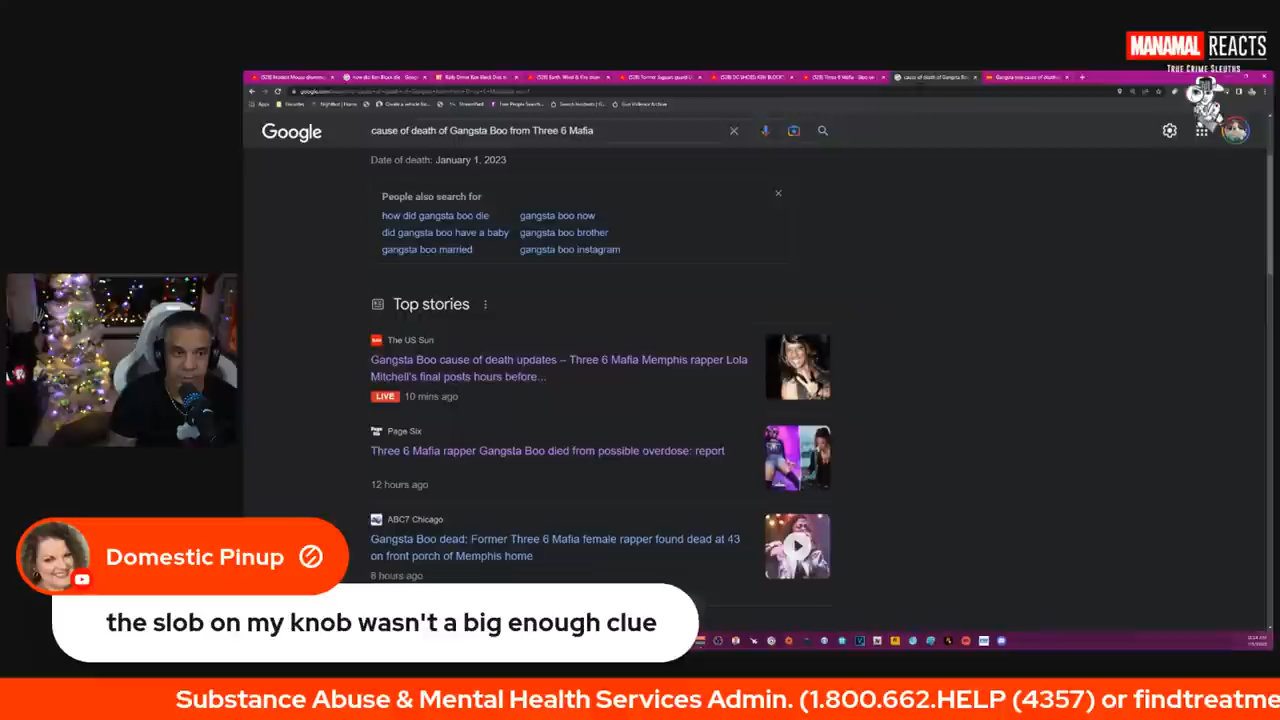 MANAMAL REACTS
TRUE CRIME SLEUTHS
Google
cause of death of Gangsta Boo from Three 6 Mafia
Date of death: January 1, 2023
People also search for
how did gangsta boo die
gangsta boo now
did gangsta boo have a baby
gangsta boo brother
gangsta boo married
gangsta boo instagram
Top stories
The US Sun
Gangsta Boo cause of death updates – Three 6 Mafia Memphis rapper Lola
Mitchell's final posts hours before...
LIVE 10 mins ago
Page Six
Three 6 Mafia rapper Gangsta Boo died from possible overdose: report
12 hours ago
ABC7 Chicago
Gangsta Boo dead: Former Three 6 Mafia female rapper found dead at 43
on front porch of Memphis home
8 hours ago
Domestic Pinup
the slob on my knob wasn't a big enough clue
Substance Abuse & Mental Health Services Admin. (1.800.662.HELP (4357) or findtreatme